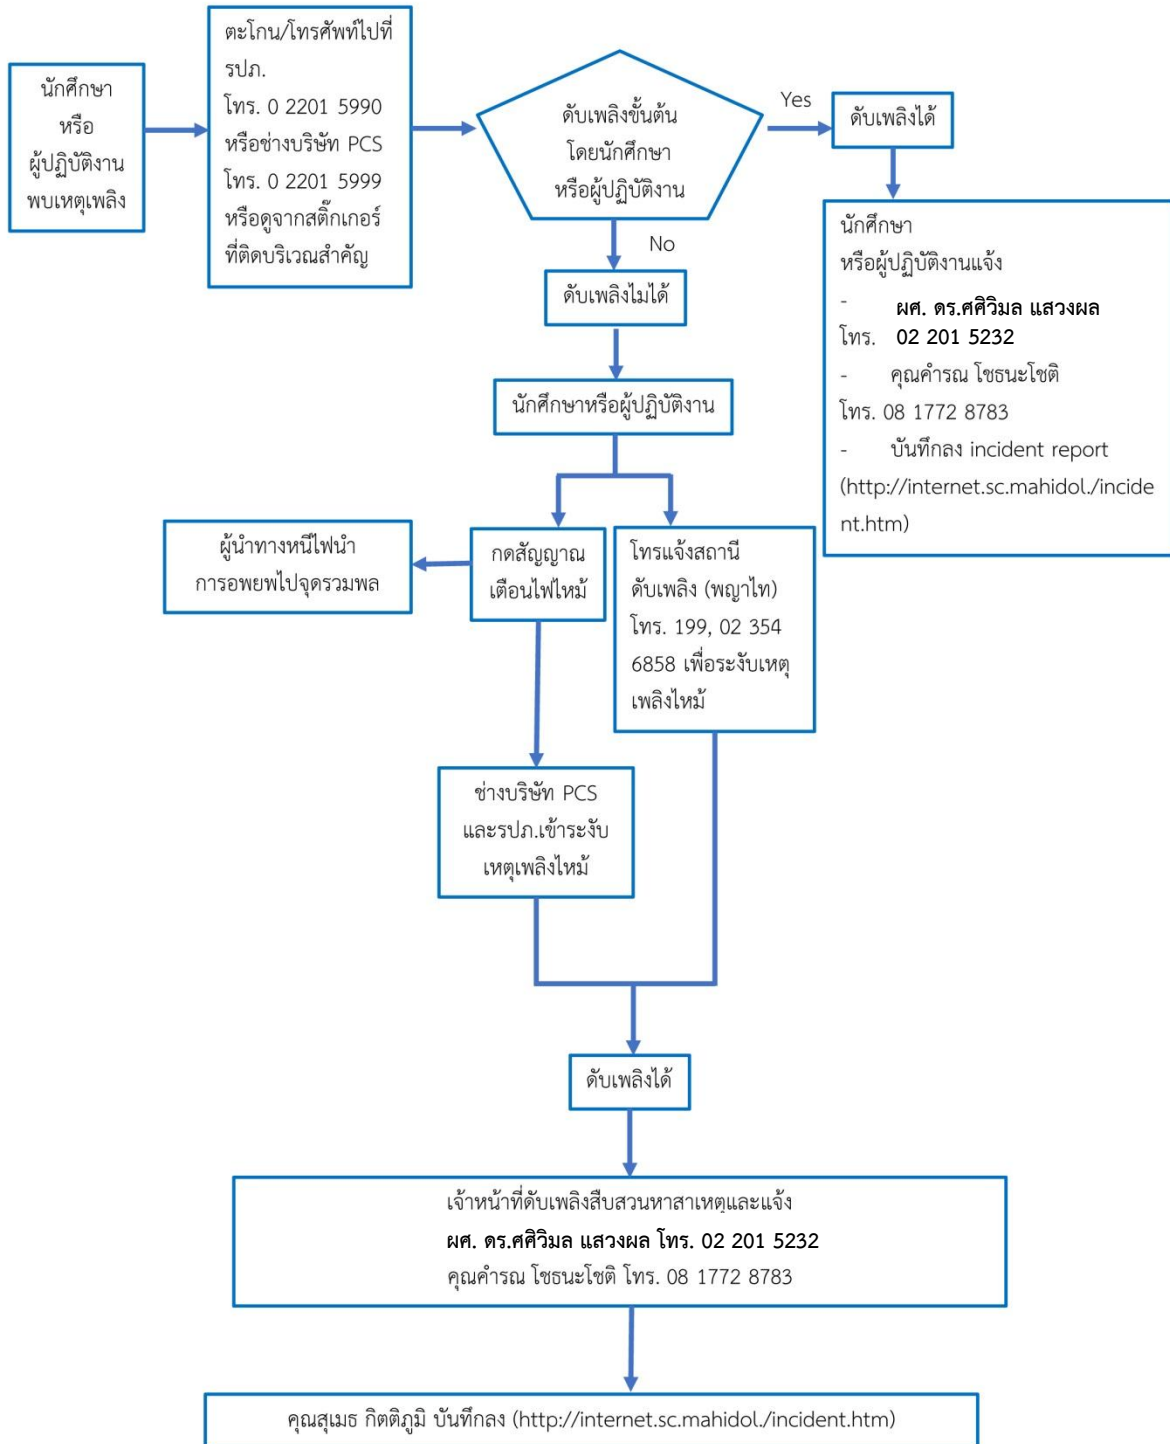 นักศึกษา
หรือ
ผู้ปฏิบัติงาน
พบเหตุเพลิง
ตะโกน/โทรศัพท์ไปที่
รปภ.
โทร. 0 2201 5990
หรือช่างบริษัท PCS
โทร. 0 2201 5999
หรือดูจากสติ๊กเกอร์
ที่ติดบริเวณสำคัญ
ดับเพลิงขั้นต้น
โดยนักศึกษา
หรือผู้ปฏิบัติงาน
Yes
ดับเพลิงได้
นักศึกษา
หรือผู้ปฏิบัติงานแจ้ง
- ผศ. ดร.ศศิวิมล แสวงผล
โทร. 02 201 5232
- คุณคำรณ โชธนะโชติ
โทร. 08 1772 8783
- บันทึกลง incident report
(http://internet.sc.mahidol./incide
nt.htm)
No
ดับเพลิงไม่ได้
นักศึกษาหรือผู้ปฏิบัติงาน
ผู้นำทางหนีไฟนำ
การอพยพไปจุดรวมพล
กดสัญญาณ
เตือนไฟไหม้
โทรแจ้งสถานี
ดับเพลิง (พญาไท)
โทร. 199, 02 354
6858 เพื่อระงับเหตุ
เพลิงไหม้
ช่างบริษัท PCS
และรปภ.เข้าระงับ
เหตุเพลิงไหม้
ดับเพลิงได้
เจ้าหน้าที่ดับเพลิงสืบสวนหาสาเหตุและแจ้ง
ผศ. ดร.ศศิวิมล แสวงผล โทร. 02 201 5232
คุณคำรณ โชธนะโชติ โทร. 08 1772 8783
คุณสุเมธ กิตติภูมิ บันทึกลง (http://internet.sc.mahidol./incident.htm)